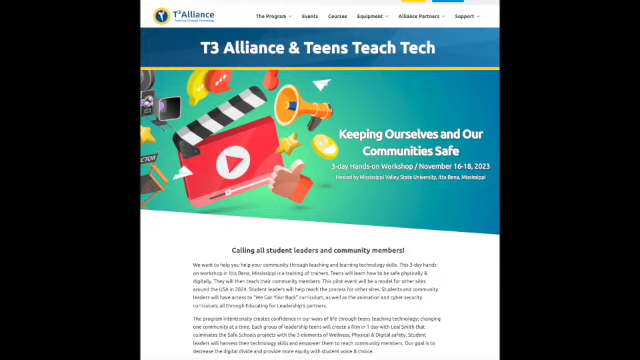 T³Alliance
Teaching Through Technology
The Program
Events
Courses
Equipment
Alliance Partners
Support
T3 Alliance & Teens Teach Tech
Keeping Ourselves and Our
Communities Safe
3-day Hands-on Workshop / November 16-18, 2023
Hosted by Mississippi Valley State University, Itta Bena, Mississippi
Calling all student leaders and community members!
We want to help you help your community through teaching and learning technology skills. This 3-day hands-
on workshop in Itta Bena, Mississippi is a training of trainers. Teens will learn how to be safe physically &
digitally. They will then teach their community members. This pilot event will be a model for other sites
around the USA in 2024. Student leaders will help teach the process for other sites. Students and community
leaders will have access to "We Got Your Back" curriculum, as well as the animation and cyber security
curriculum, all through Educating for Leadership's partners.
The program intentionally creates confidence in our ways of life through teens teaching technology; changing
one community at a time. Each group of leadership teens will create a film in 1 day with Leal Smith that
culminates the Safe Schools projects with the 3 elements of Wellness, Physical & Digital safety. Student
leaders will harness their technology skills and empower them to reach community members. Our goal is to
decrease the digital divide and provide more equity with student voice & choice.